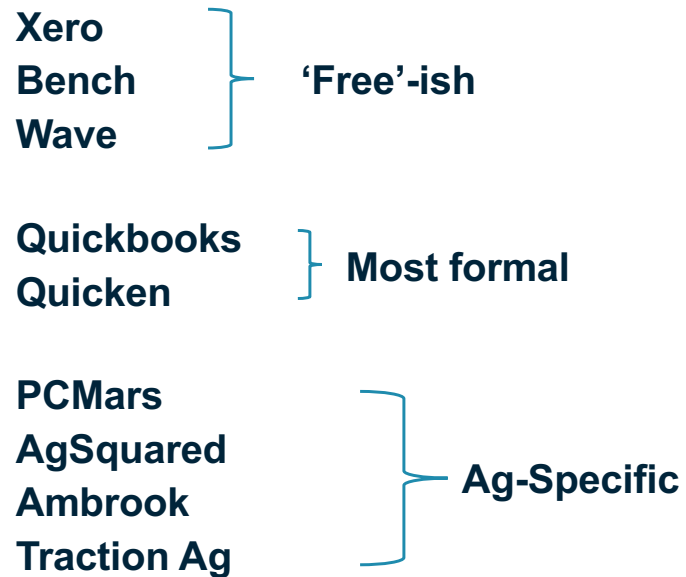 Xero
Bench
Wave
‘Free’-ish
Quickbooks
Quicken
Most formal
PCMars
AgSquared
Ambrook
Traction Ag
Ag-Specific